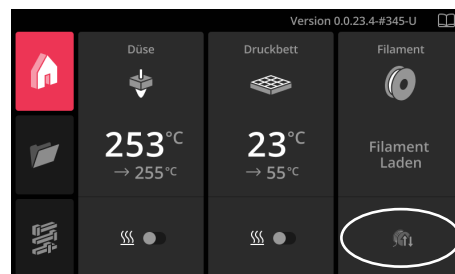 Version 0.0.23.4-#345-U
Düse
Druckbett
Filament
253°C
→ 255°C
23°C
→ 55°C
Filament
Laden